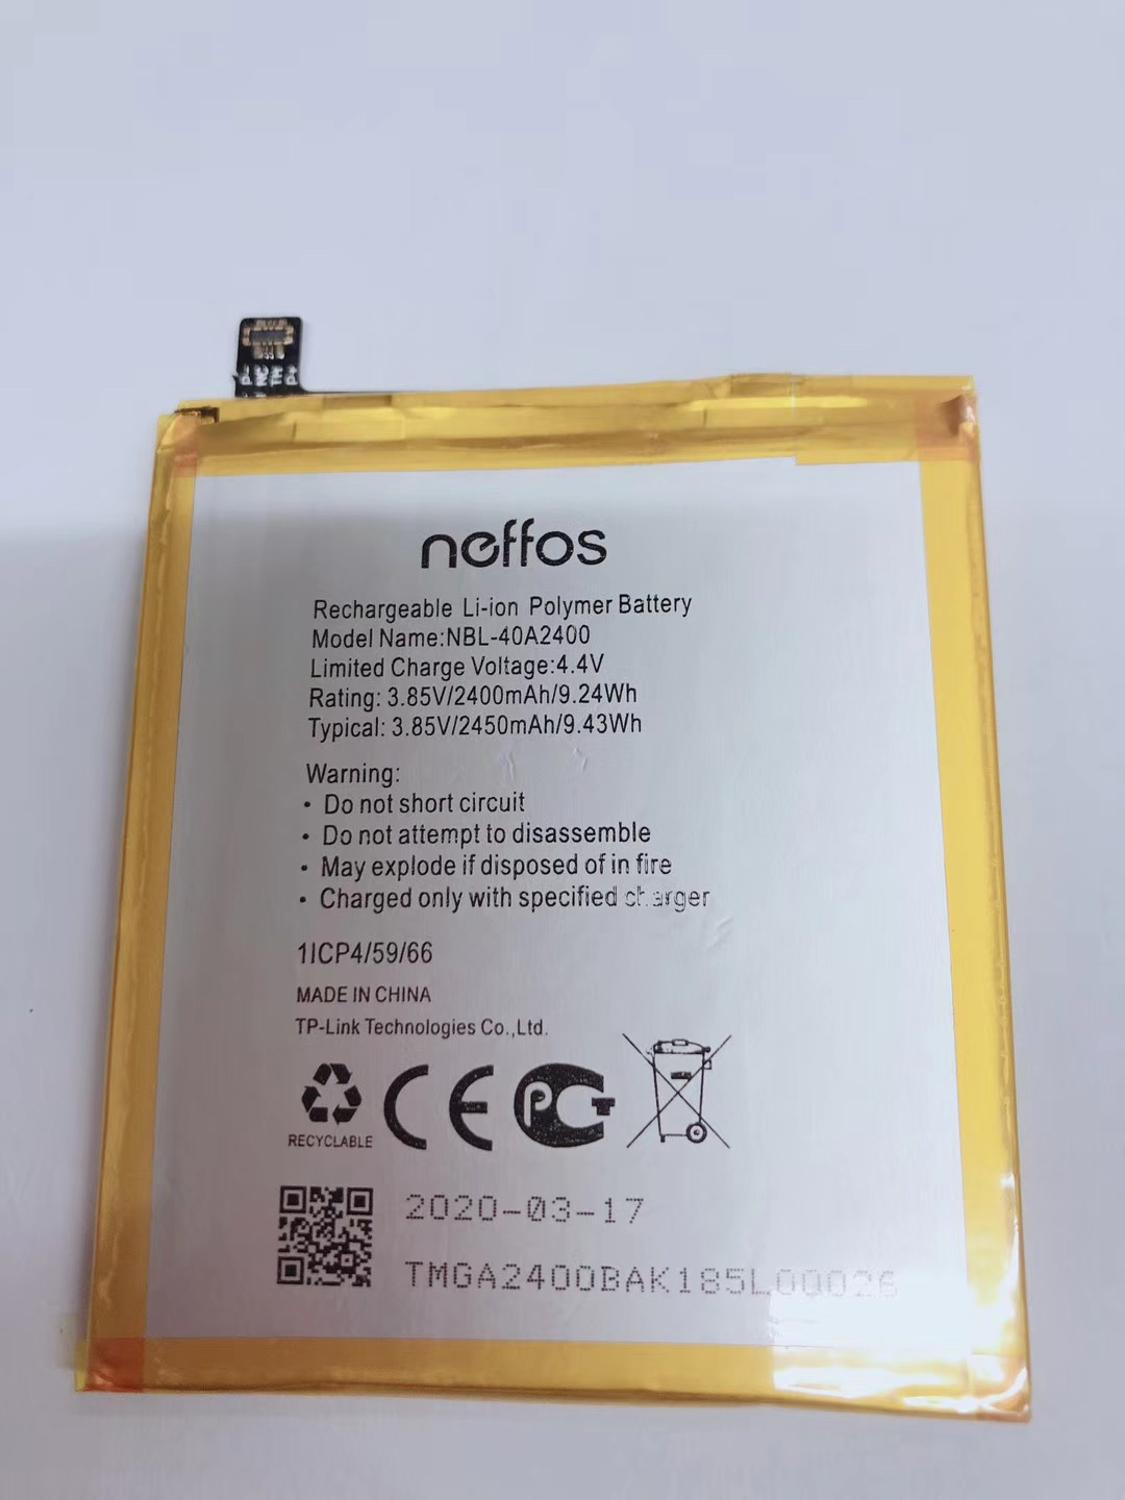 P-
NC
TH
P+
neffos
Rechargeable Li-ion Polymer Battery
Model Name:NBL-40A2400
Limited Charge Voltage:4.4V
Rating: 3.85V/2400mAh/9.24Wh
Typical: 3.85V/2450mAh/9.43Wh
Warning:
• Do not short circuit
• Do not attempt to disassemble
• May explode if disposed of in fire
• Charged only with specified charger
1ICP4/59/66
MADE IN CHINA
TP-Link Technologies Co.,Ltd.
RECYCLABLE
CE
PCT
2020-03-17
TMGA2400BAK185L00026